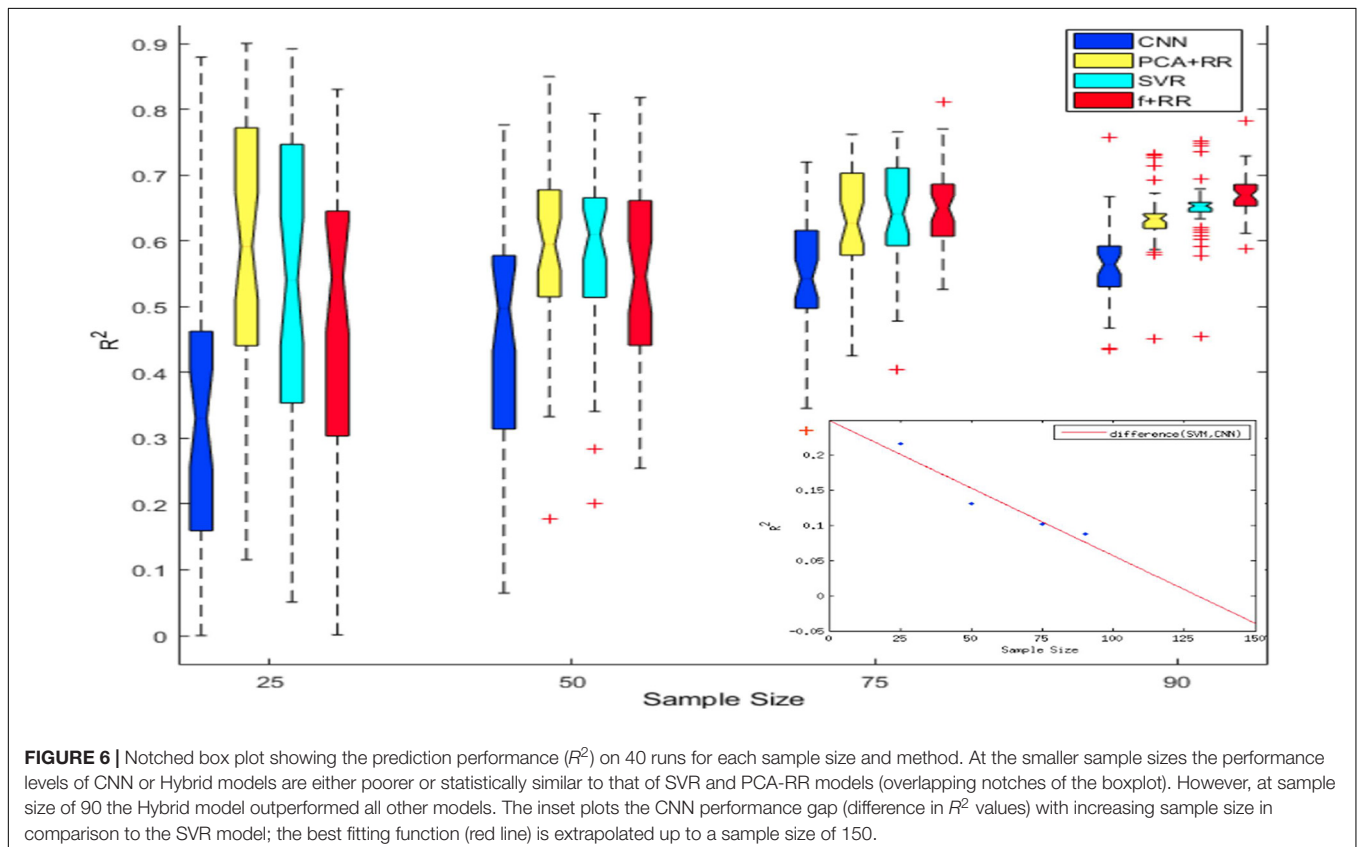 0.9
0.8
0.7
0.6
0.5
0.4
0.3
0.2
0.1
0
R²
CNN
PCA+RR
SVR
f+RR
25
50
75
90
Sample Size
difference(SVM,CNN)
0.2
0.15
0.1
0.05
0
-0.05
R²
0
25
50
75
100
125
150
Sample Size
FIGURE 6 | Notched box plot showing the prediction performance (R²) on 40 runs for each sample size and method. At the smaller sample sizes the performance
levels of CNN or Hybrid models are either poorer or statistically similar to that of SVR and PCA-RR models (overlapping notches of the boxplot). However, at sample
size of 90 the Hybrid model outperformed all other models. The inset plots the CNN performance gap (difference in R² values) with increasing sample size in
comparison to the SVR model; the best fitting function (red line) is extrapolated up to a sample size of 150.